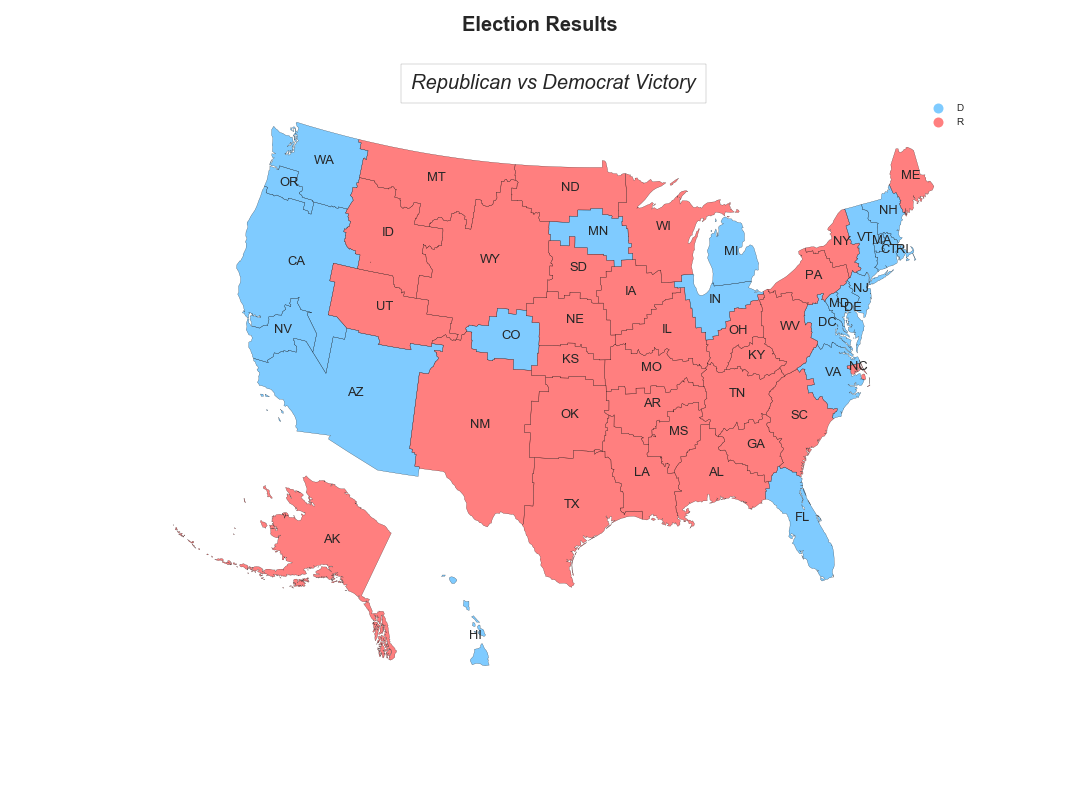 Election Results
Republican vs Democrat Victory
D
R
ME
WA
MT
OR
ND
NH
WI
MN
ID
VT
MA
NY
CT
RI
MI
WY
CA
SD
PA
NJ
IA
IN
MD
UT
DE
NE
DC
WV
NV
IL
OH
CO
KY
KS
NC
MO
VA
AZ
TN
AR
OK
SC
NM
MS
GA
LA
AL
TX
FL
AK
HI